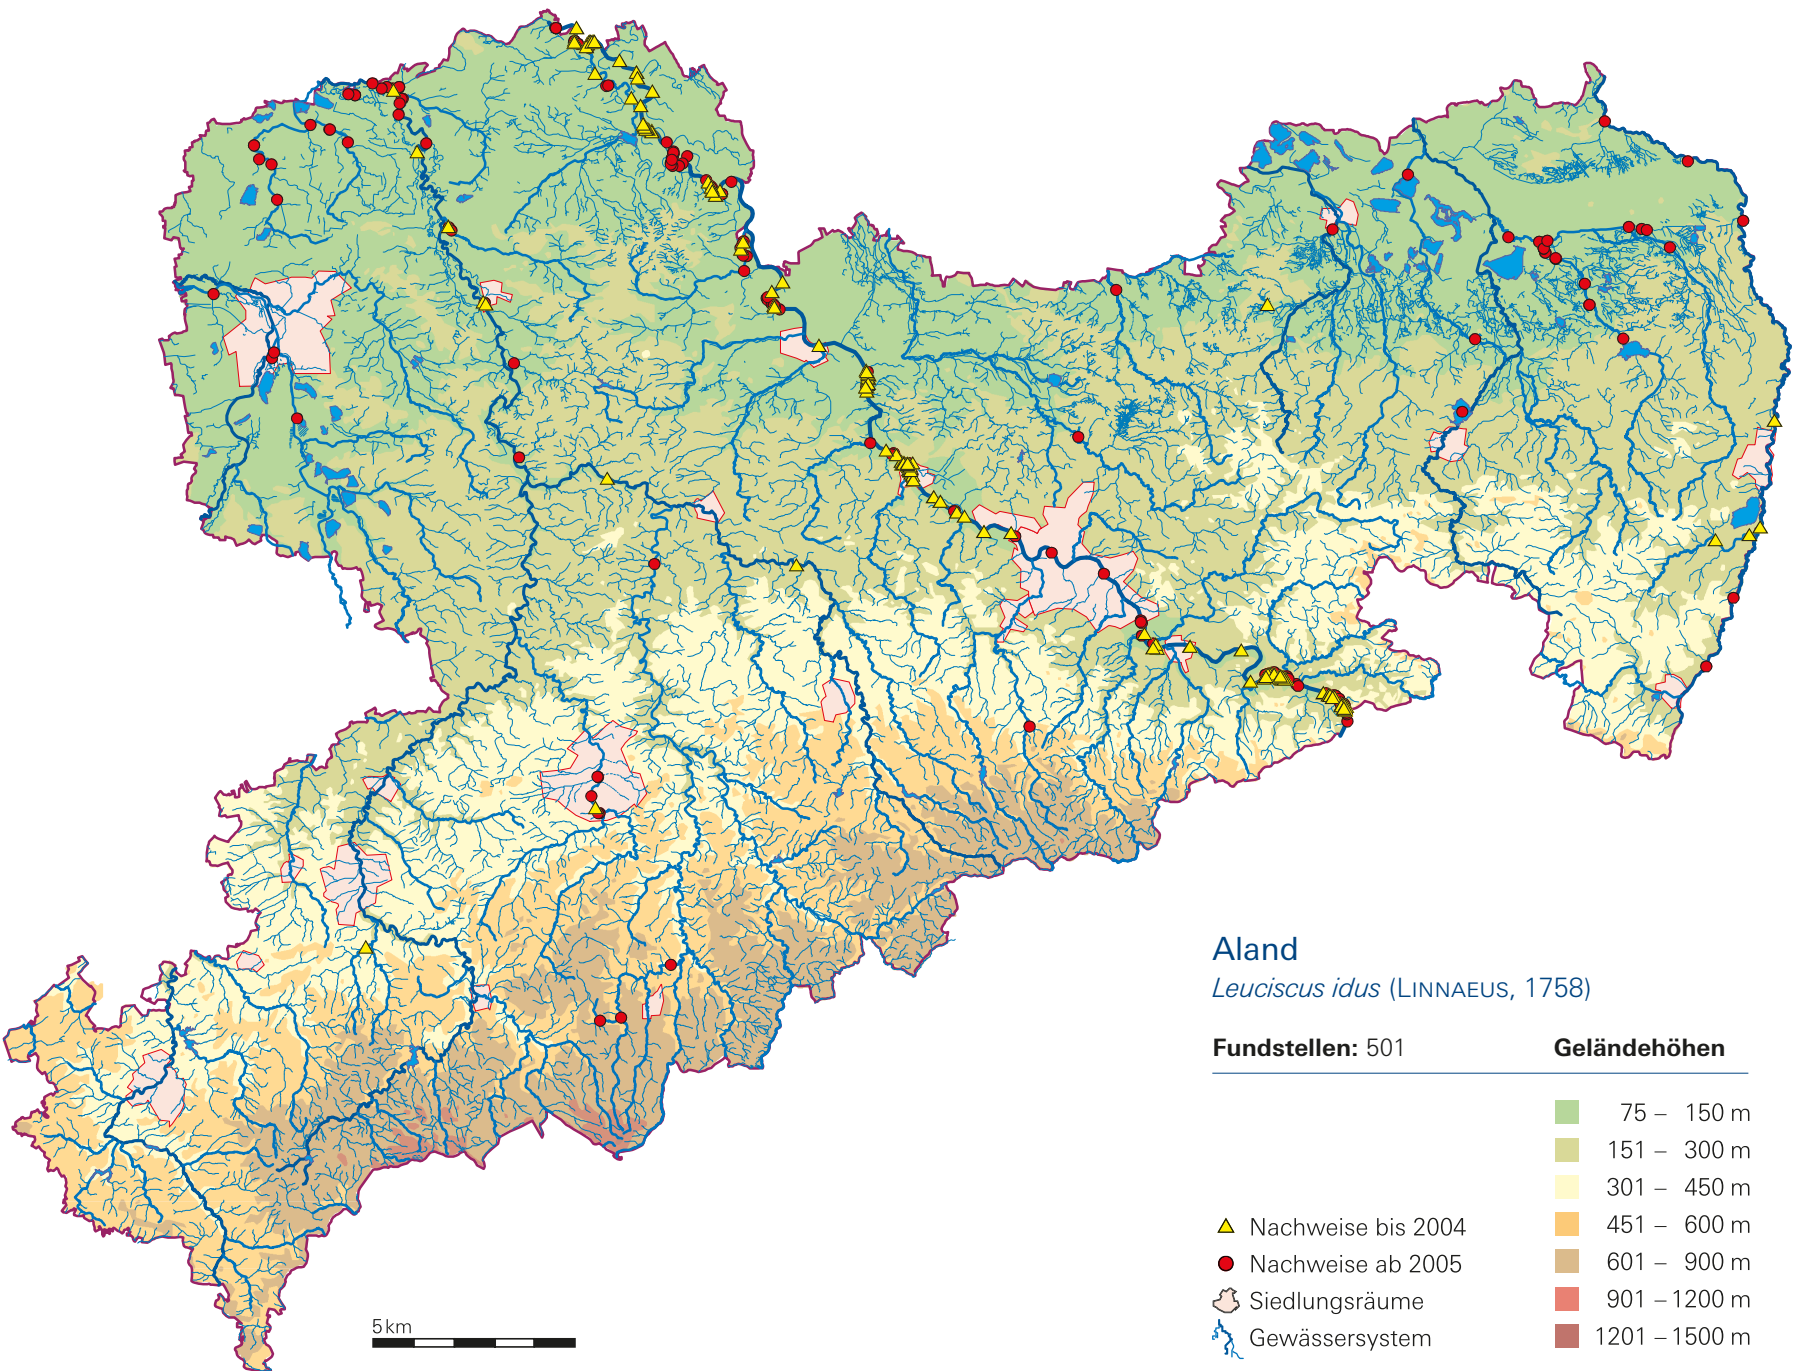 Aland
Leuciscus idus (LINNAEUS, 1758)
Fundstellen: 501
Geländehöhen
75 – 150 m
151 – 300 m
301 – 450 m
451 – 600 m
601 – 900 m
901 – 1200 m
1201 – 1500 m
Nachweise bis 2004
Nachweise ab 2005
Siedlungsräume
Gewässersystem
5 km